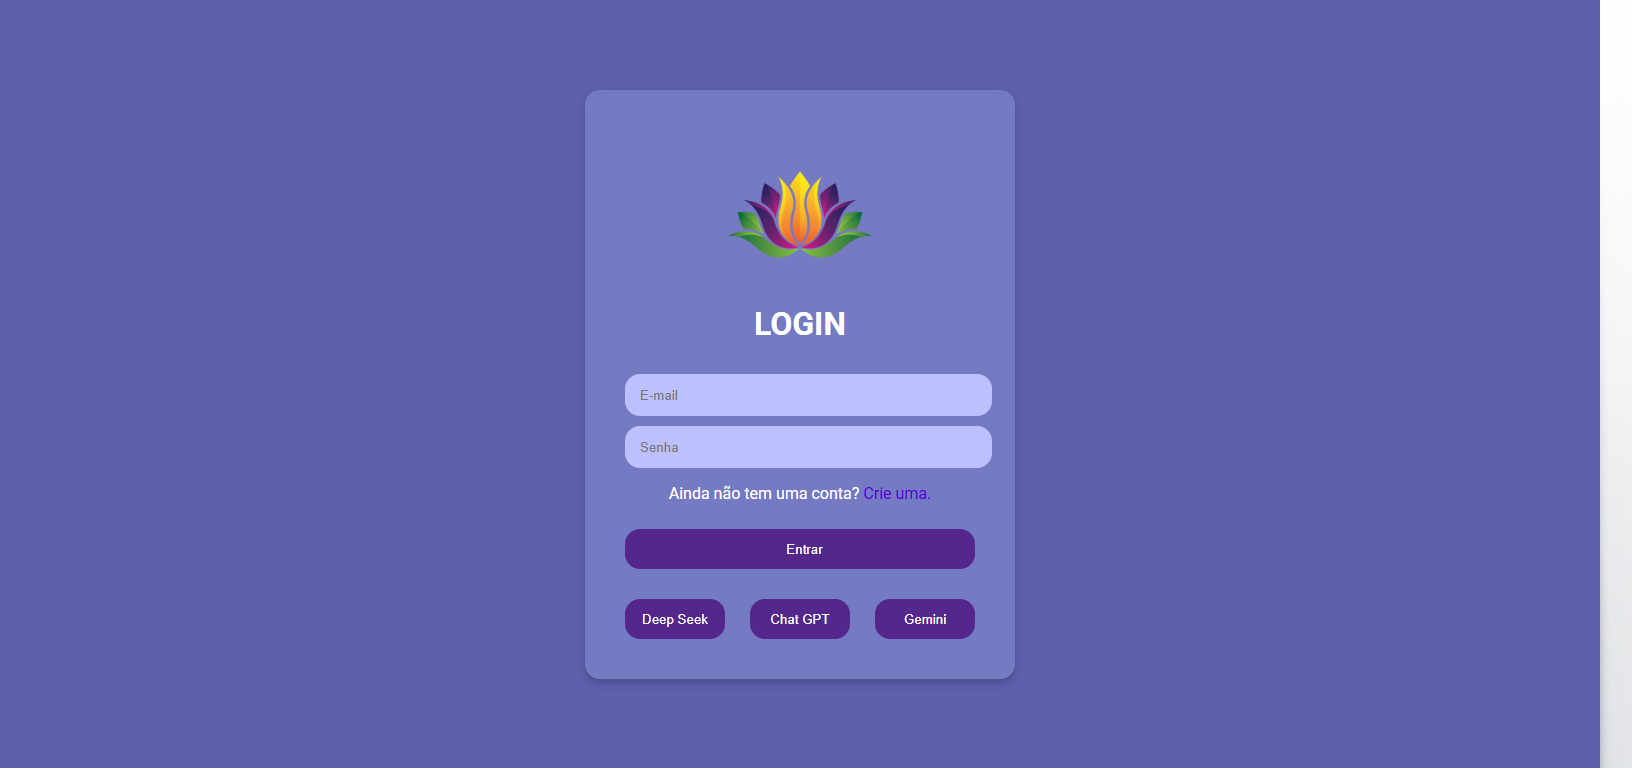 LOGIN
E-mail
Senha
Ainda não tem uma conta? Crie uma.
Entrar
Deep Seek Chat GPT Gemini